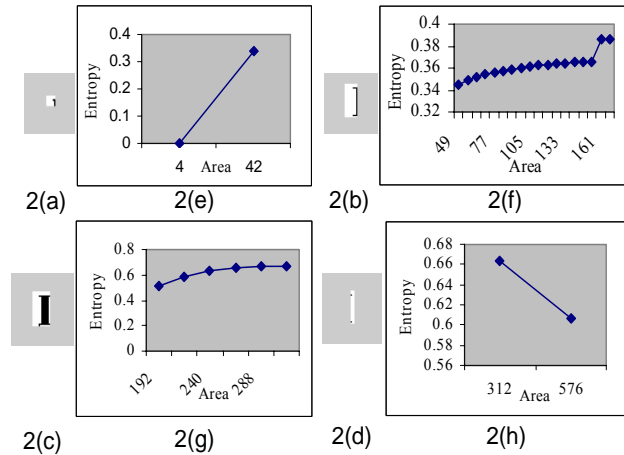 Entropy
0.4
0.3
0.2
0.1
0
4 Area 42
2(a)
2(e)
Entropy
0.4
0.38
0.36
0.34
0.32
49 77 105 133 161
Area
2(b)
2(f)
Entropy
0.8
0.6
0.4
0.2
0
192 240 288
Area
2(c)
2(g)
Entropy
0.68
0.66
0.64
0.62
0.6
0.58
0.56
312 Area 576
2(d)
2(h)